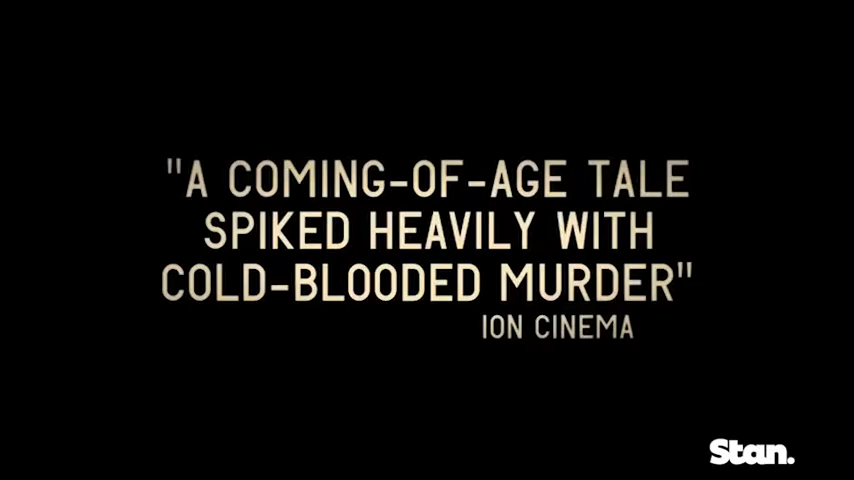 "A COMING-OF-AGE TALE
SPIKED HEAVILY WITH
COLD-BLOODED MURDER"
ION CINEMA
Stan.